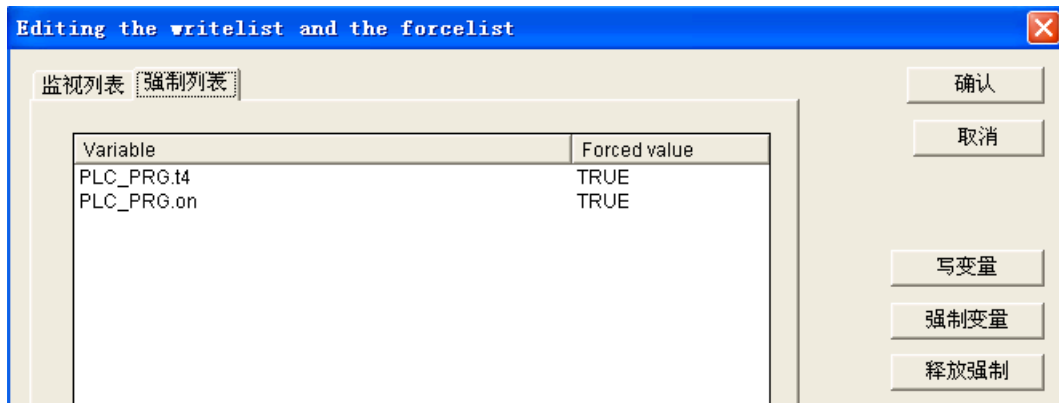 Editing the writelist and the forcelist
监视列表 强制列表
确认
取消
Variable Forced value
PLC_PRG.t4 TRUE
PLC_PRG.on TRUE
写变量
强制变量
释放强制